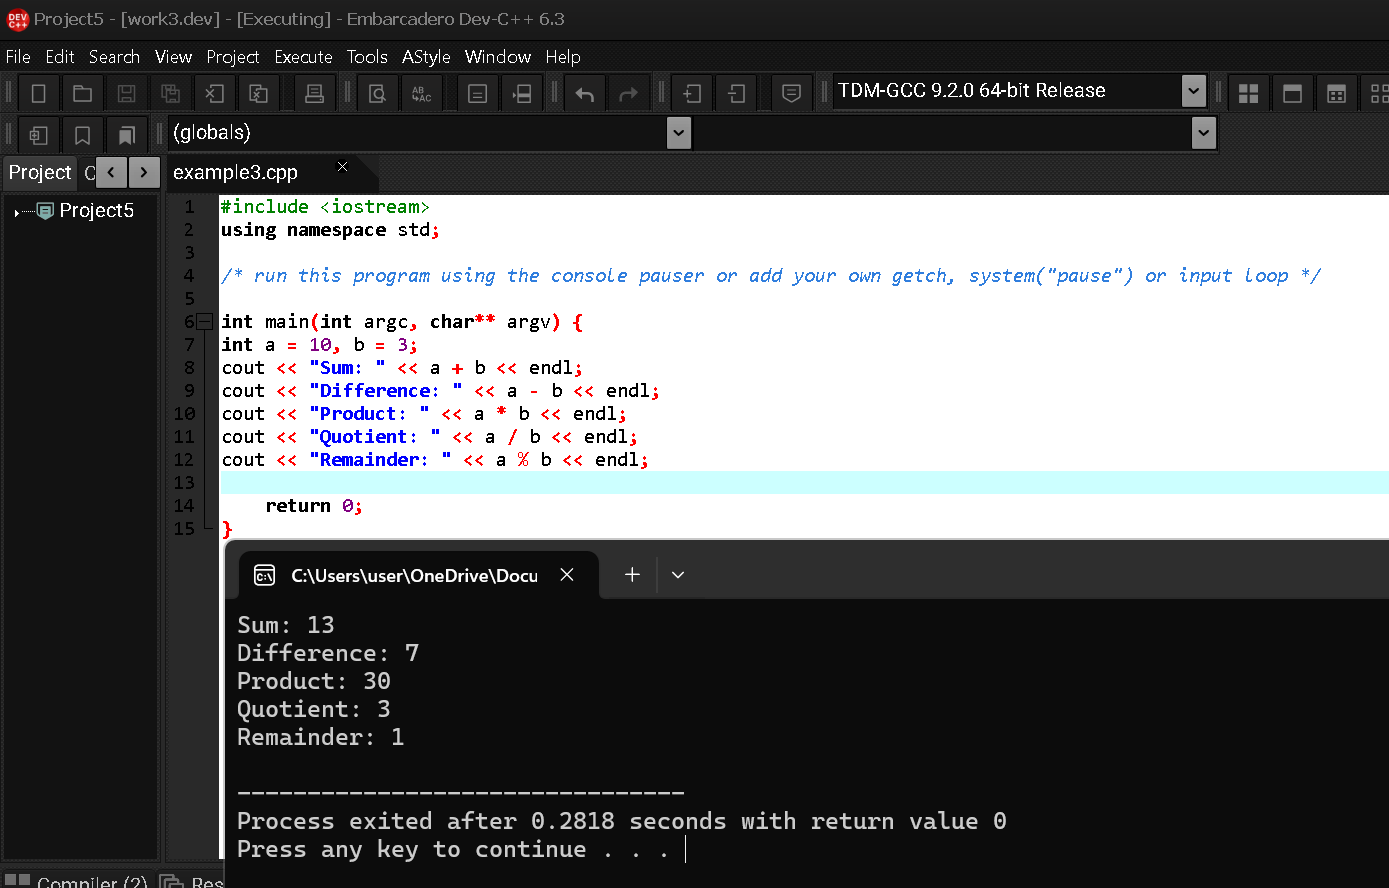 Project5 - [work3.dev] - [Executing] - Embarcadero Dev-C++ 6.3
File Edit Search View Project Execute Tools AStyle Window Help
TDM-GCC 9.2.0 64-bit Release
(globals)
Project
example3.cpp
Project5
1 #include <iostream>
2 using namespace std;
3
4 /* run this program using the console pauser or add your own getch, system("pause") or input loop */
5
6 int main(int argc, char** argv) {
7 int a = 10, b = 3;
8 cout << "Sum: " << a + b << endl;
9 cout << "Difference: " << a - b << endl;
10 cout << "Product: " << a * b << endl;
11 cout << "Quotient: " << a / b << endl;
12 cout << "Remainder: " << a % b << endl;
13
14 return 0;
15 }
C:\Users\user\OneDrive\Docu
Sum: 13
Difference: 7
Product: 30
Quotient: 3
Remainder: 1
--------------------------------
Process exited after 0.2818 seconds with return value 0
Press any key to continue . . .
Compiler (2) Res